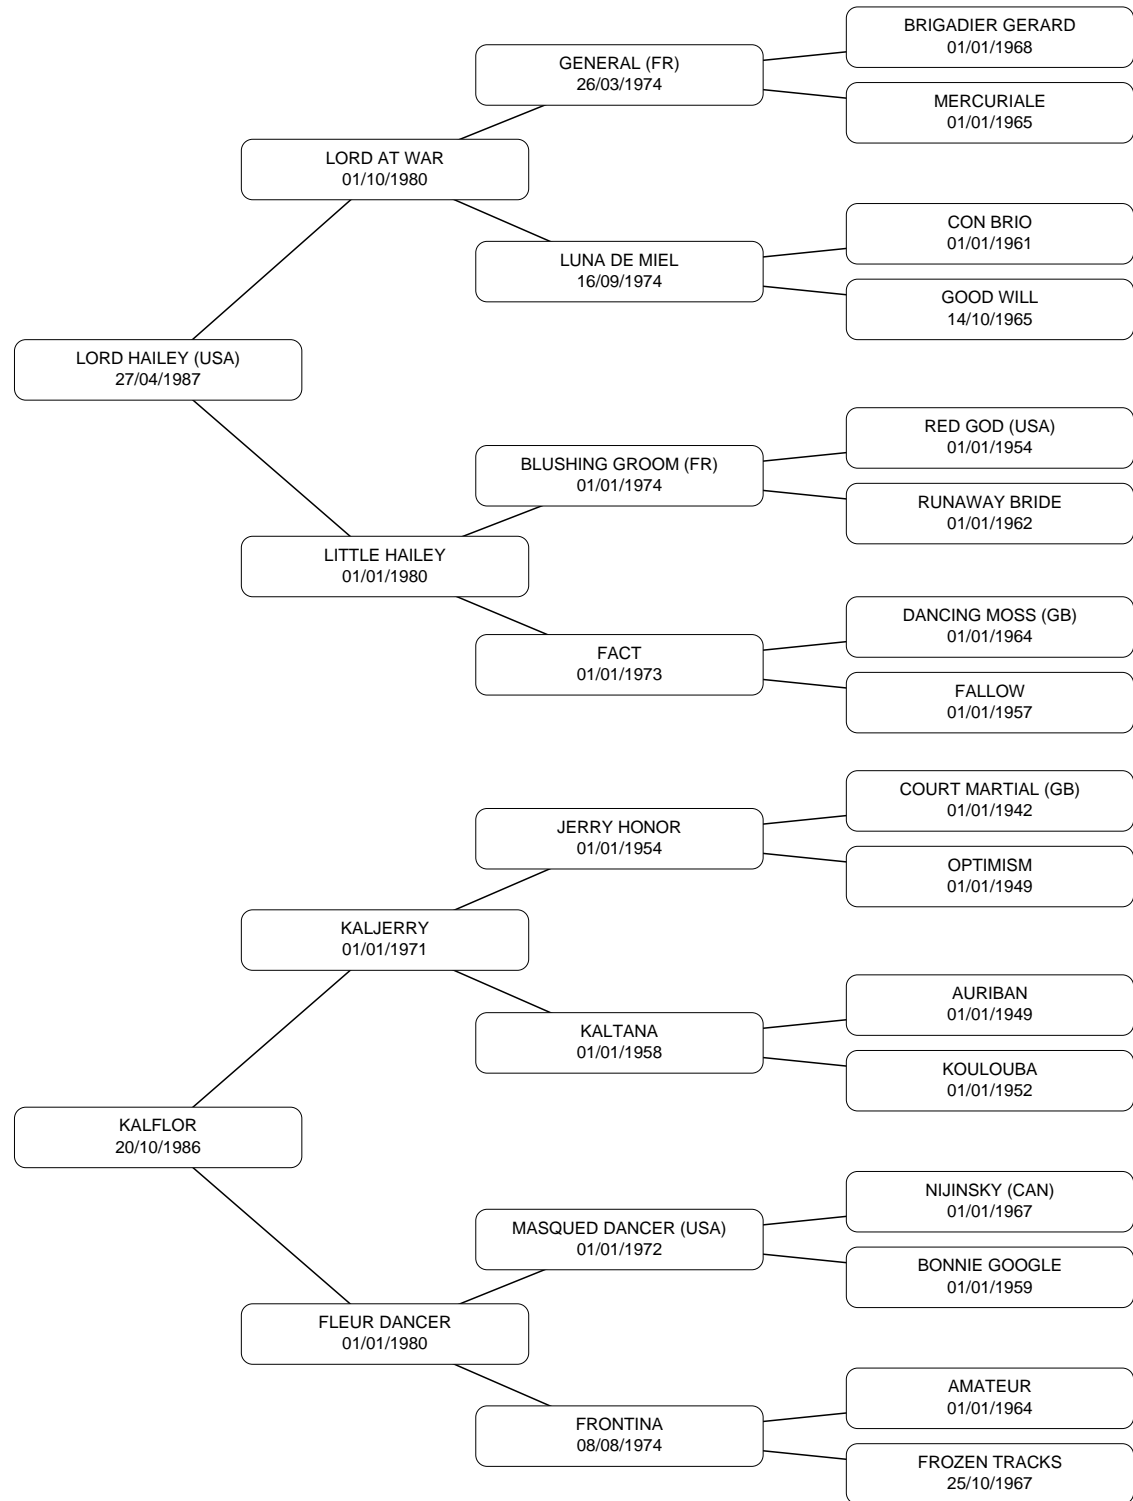 BRIGADIER GERARD
01/01/1968
GENERAL (FR)
26/03/1974
MERCURIALE
01/01/1965
LORD AT WAR
01/10/1980
CON BRIO
01/01/1961
LUNA DE MIEL
16/09/1974
GOOD WILL
14/10/1965
LORD HAILEY (USA)
27/04/1987
RED GOD (USA)
01/01/1954
BLUSHING GROOM (FR)
01/01/1974
RUNAWAY BRIDE
01/01/1962
LITTLE HAILEY
01/01/1980
DANCING MOSS (GB)
01/01/1964
FACT
01/01/1973
FALLOW
01/01/1957
COURT MARTIAL (GB)
01/01/1942
JERRY HONOR
01/01/1954
OPTIMISM
01/01/1949
KALJERRY
01/01/1971
AURIBAN
01/01/1949
KALTANA
01/01/1958
KOULOUBA
01/01/1952
KALFLOR
20/10/1986
NIJINSKY (CAN)
01/01/1967
MASQUED DANCER (USA)
01/01/1972
BONNIE GOOGLE
01/01/1959
FLEUR DANCER
01/01/1980
AMATEUR
01/01/1964
FRONTINA
08/08/1974
FROZEN TRACKS
25/10/1967